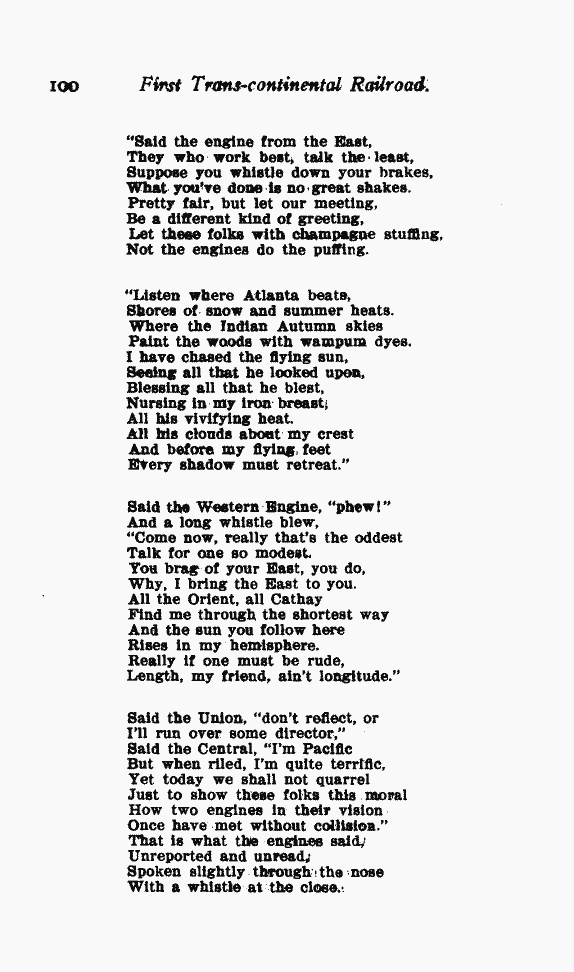 100 First Trans-continental Railroad.
"Said the engine from the East,
They who work best, talk the least,
Suppose you whistle down your brakes,
What you've done is no great shakes.
Pretty fair, but let our meeting,
Be a different kind of greeting,
Let these folks with champagne stuffing,
Not the engines do the puffing.
"Listen where Atlanta beats,
Shores of snow and summer heats.
Where the Indian Autumn skies
Paint the woods with wampum dyes.
I have chased the flying sun,
Seeing all that he looked upon,
Blessing all that he blest,
Nursing in my iron breast;
All his vivifying heat.
All his clouds about my crest
And before my flying feet
Every shadow must retreat."
Said the Western Engine, "phew!"
And a long whistle blew,
"Come now, really that's the oddest
Talk for one so modest.
You brag of your East, you do,
Why, I bring the East to you.
All the Orient, all Cathay
Find me through the shortest way
And the sun you follow here
Rises in my hemisphere.
Really if one must be rude,
Length, my friend, ain't longitude."
Said the Union, "don't reflect, or
I'll run over some director,"
Said the Central, "I'm Pacific
But when riled, I'm quite terrific,
Yet today we shall not quarrel
Just to show these folks this moral
How two engines in their vision
Once have met without collision."
That is what the engines said,
Unreported and unread;
Spoken slightly through the nose
With a whistle at the close.